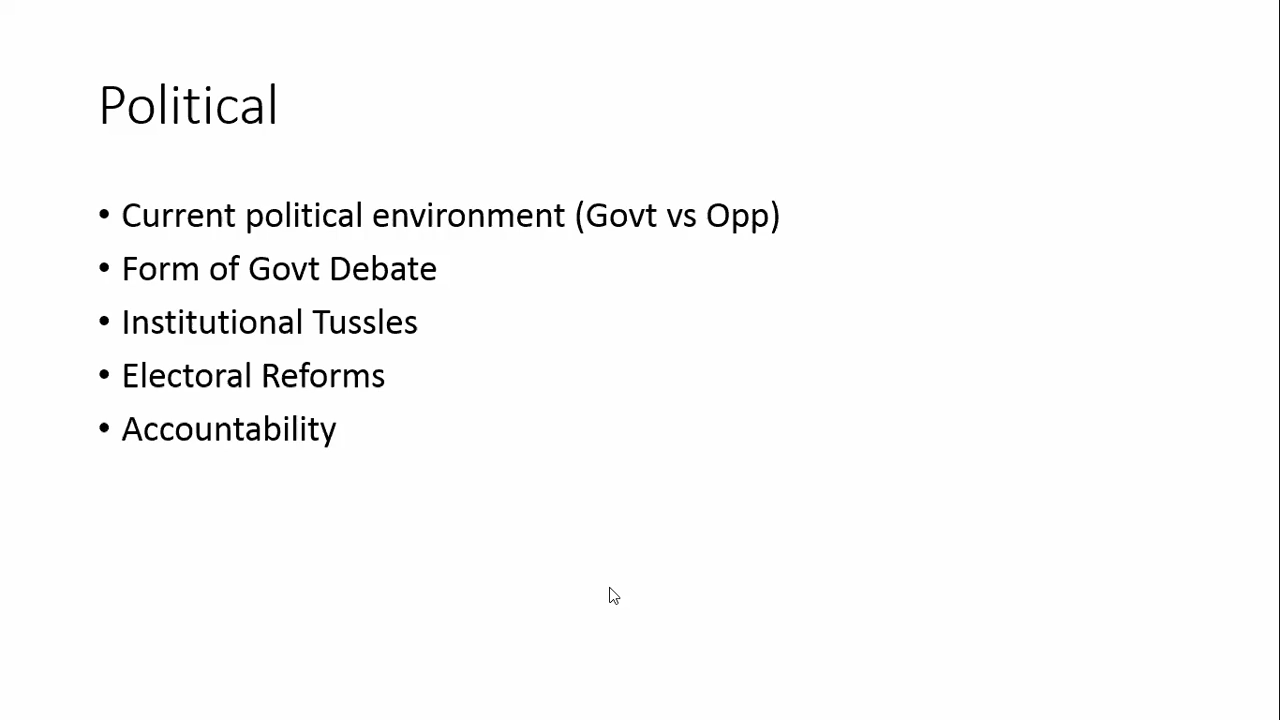 Political
• Current political environment (Govt vs Opp)
• Form of Govt Debate
• Institutional Tussles
• Electoral Reforms
• Accountability